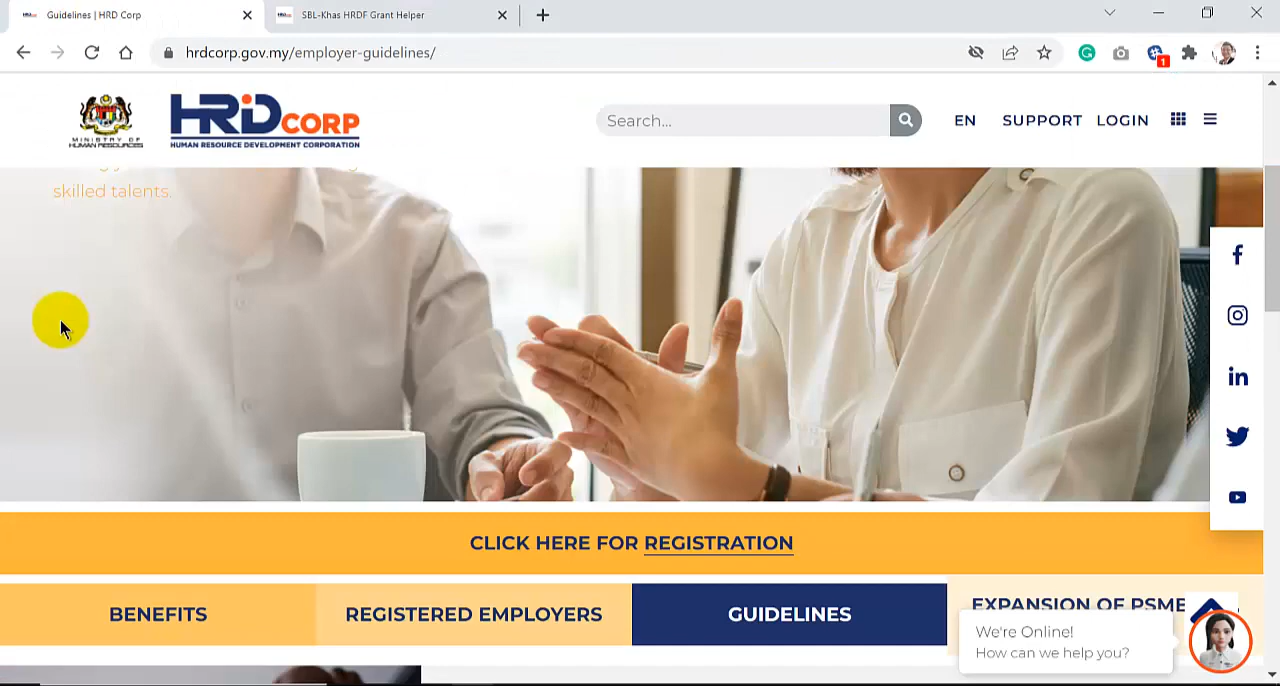 Guidelines | HRD Corp
SBL-Khas HRDF Grant Helper
hrdcorp.gov.my/employer-guidelines/
1
MINISTRY OF
HUMAN RESOURCES
HRD CORP
HUMAN RESOURCE DEVELOPMENT CORPORATION
Search...
EN
SUPPORT
LOGIN
skilled talents.
CLICK HERE FOR REGISTRATION
BENEFITS
REGISTERED EMPLOYERS
GUIDELINES
EXPANSION OF PSMB
We're Online!
How can we help you?